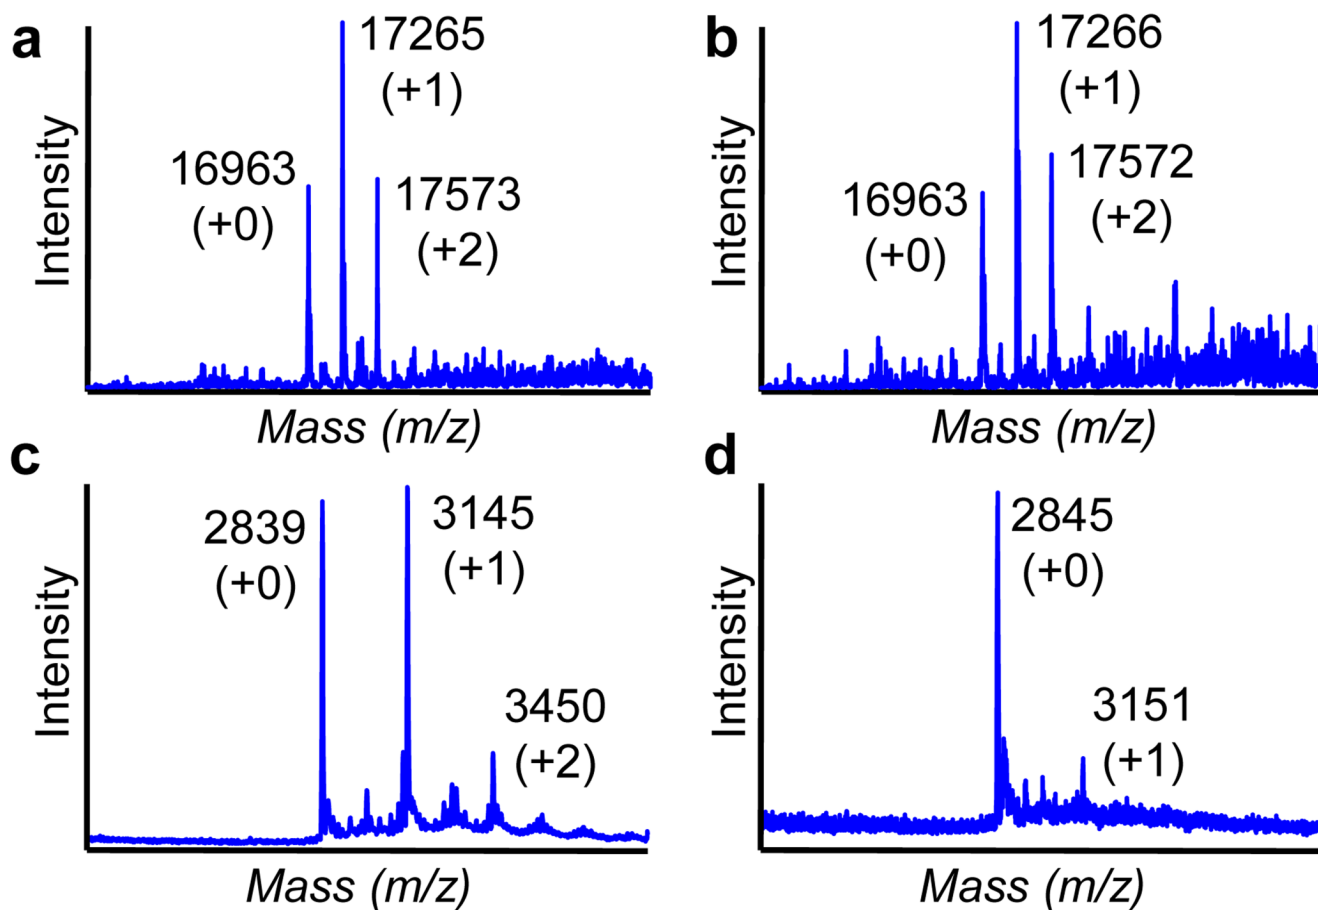 a
17265
(+1)
16963
(+0)
17573
(+2)
Intensity
Mass (m/z)
b
17266
(+1)
16963
(+0)
17572
(+2)
Intensity
Mass (m/z)
c
2839
(+0)
3145
(+1)
3450
(+2)
Intensity
Mass (m/z)
d
2845
(+0)
3151
(+1)
Intensity
Mass (m/z)